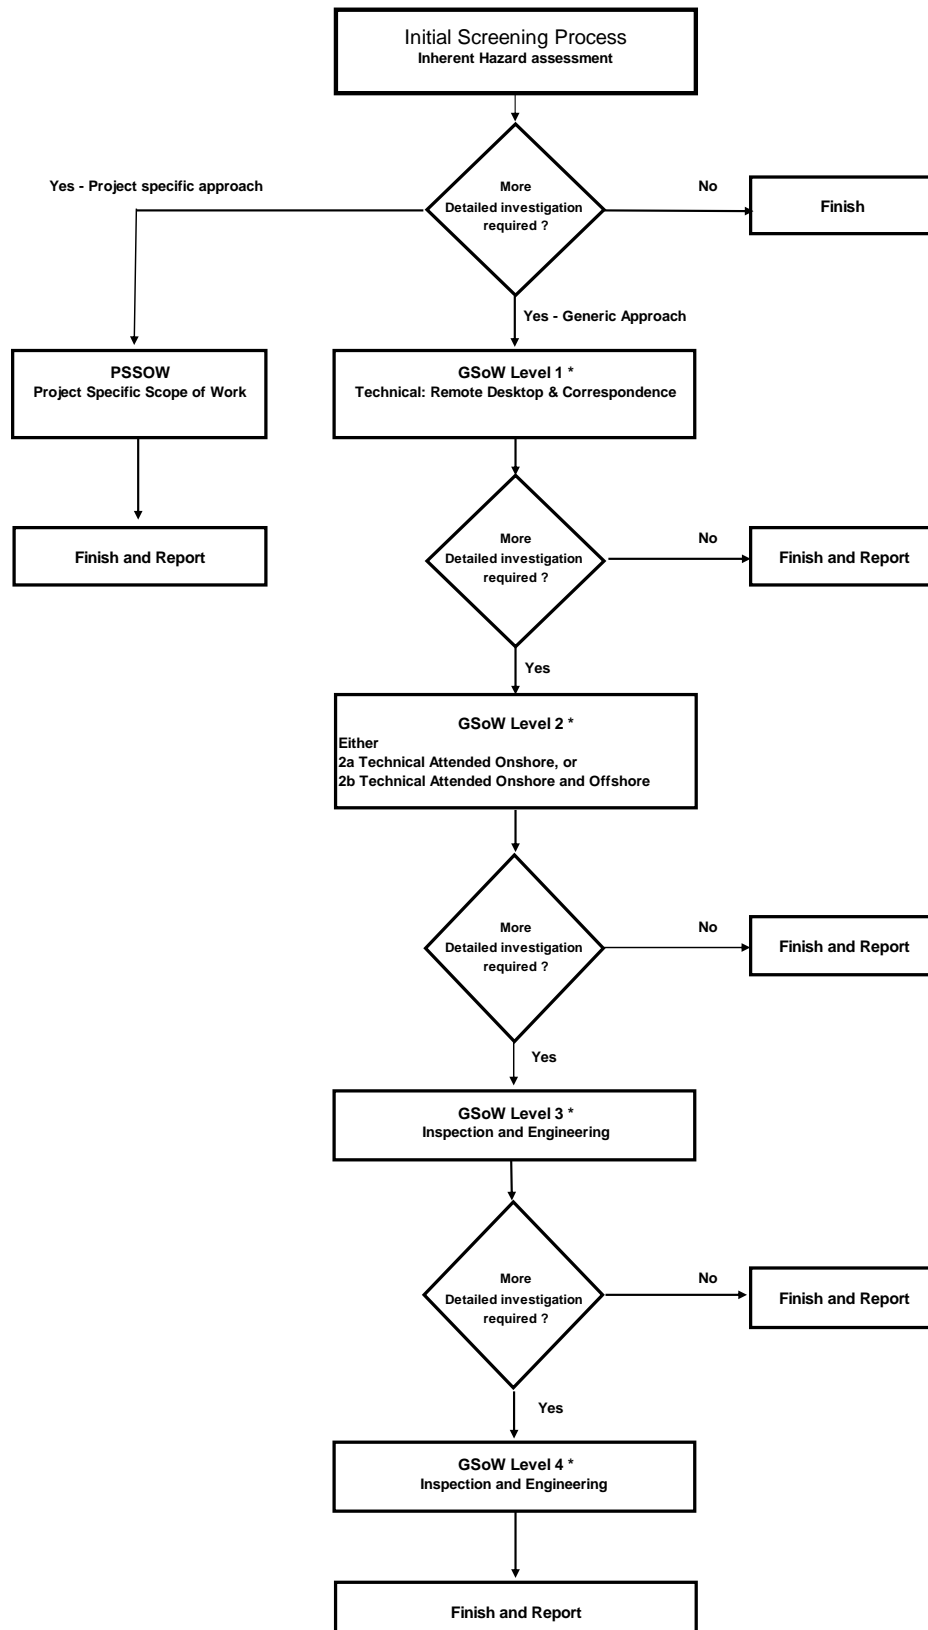 Initial Screening Process
Inherent Hazard assessment
Yes - Project specific approach
More
Detailed investigation
required ?
No
Finish
Yes - Generic Approach
PSSOW
Project Specific Scope of Work
GSoW Level 1 *
Technical: Remote Desktop & Correspondence
Finish and Report
More
Detailed investigation
required ?
No
Finish and Report
Yes
GSoW Level 2 *
Either
2a Technical Attended Onshore, or
2b Technical Attended Onshore and Offshore
More
Detailed investigation
required ?
No
Finish and Report
Yes
GSoW Level 3 *
Inspection and Engineering
More
Detailed investigation
required ?
No
Finish and Report
Yes
GSoW Level 4 *
Inspection and Engineering
Finish and Report